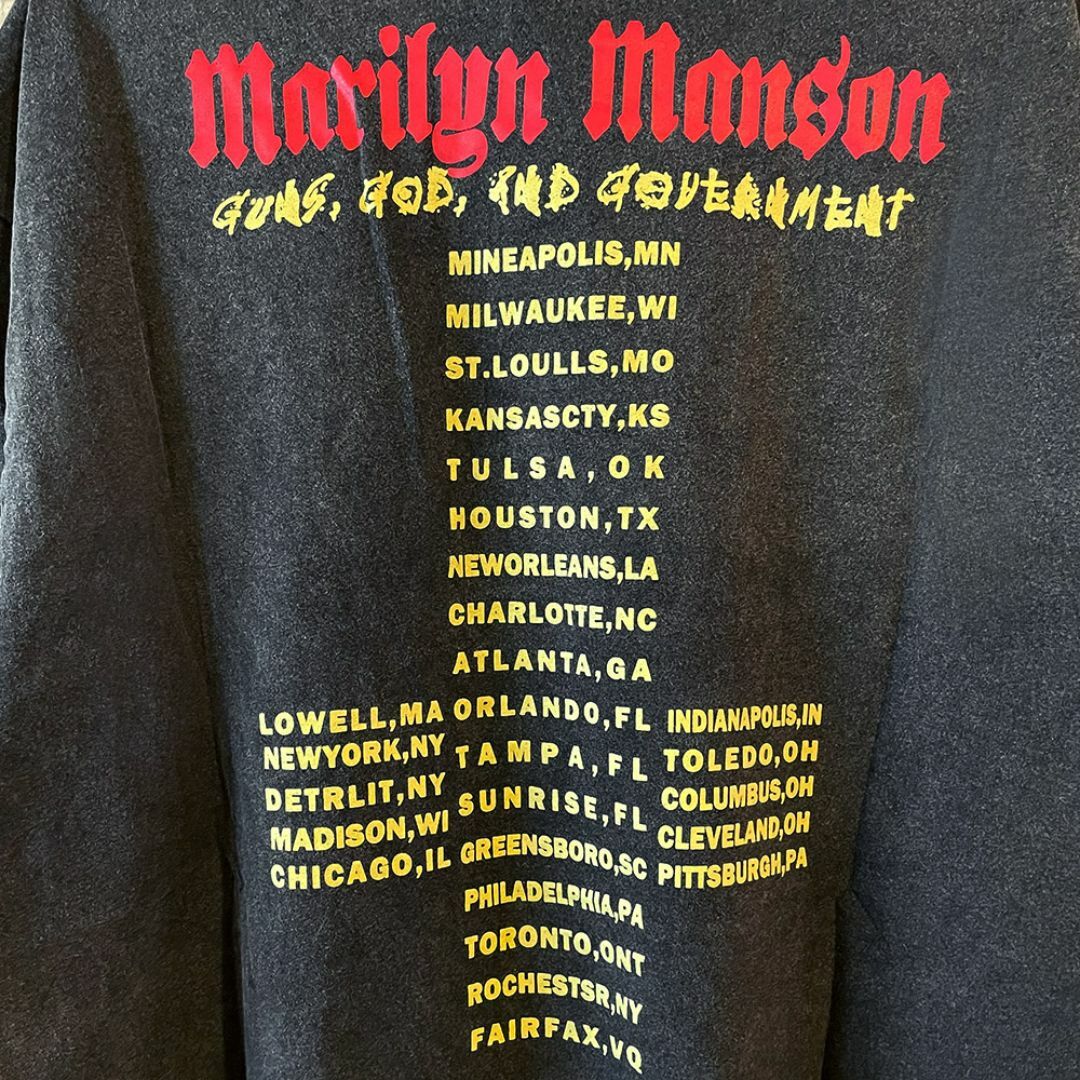 Marilyn Manson
GUNS, GOD, AND GOVERNMENT
MINEAPOLIS,MN
MILWAUKEE,WI
ST.LOULLS,MO
KANSASCTY,KS
TULSA,OK
HOUSTON,TX
NEWORLEANS,LA
CHARLOTTE,NC
ATLANTA,GA
LOWELL,MA ORLANDO,FL INDIANAPOLIS,IN
NEWYORK,NY TAMPA,FL TOLEDO,OH
DETRLIT,NY SUNRISE,FL COLUMBUS,OH
MADISON,WI GREENSBORO,SC CLEVELAND,OH
CHICAGO,IL PITTSBURGH,PA
PHILADELPHIA,PA
TORONTO,ONT
ROCHESTSR,NY
FAIRFAX,VQ